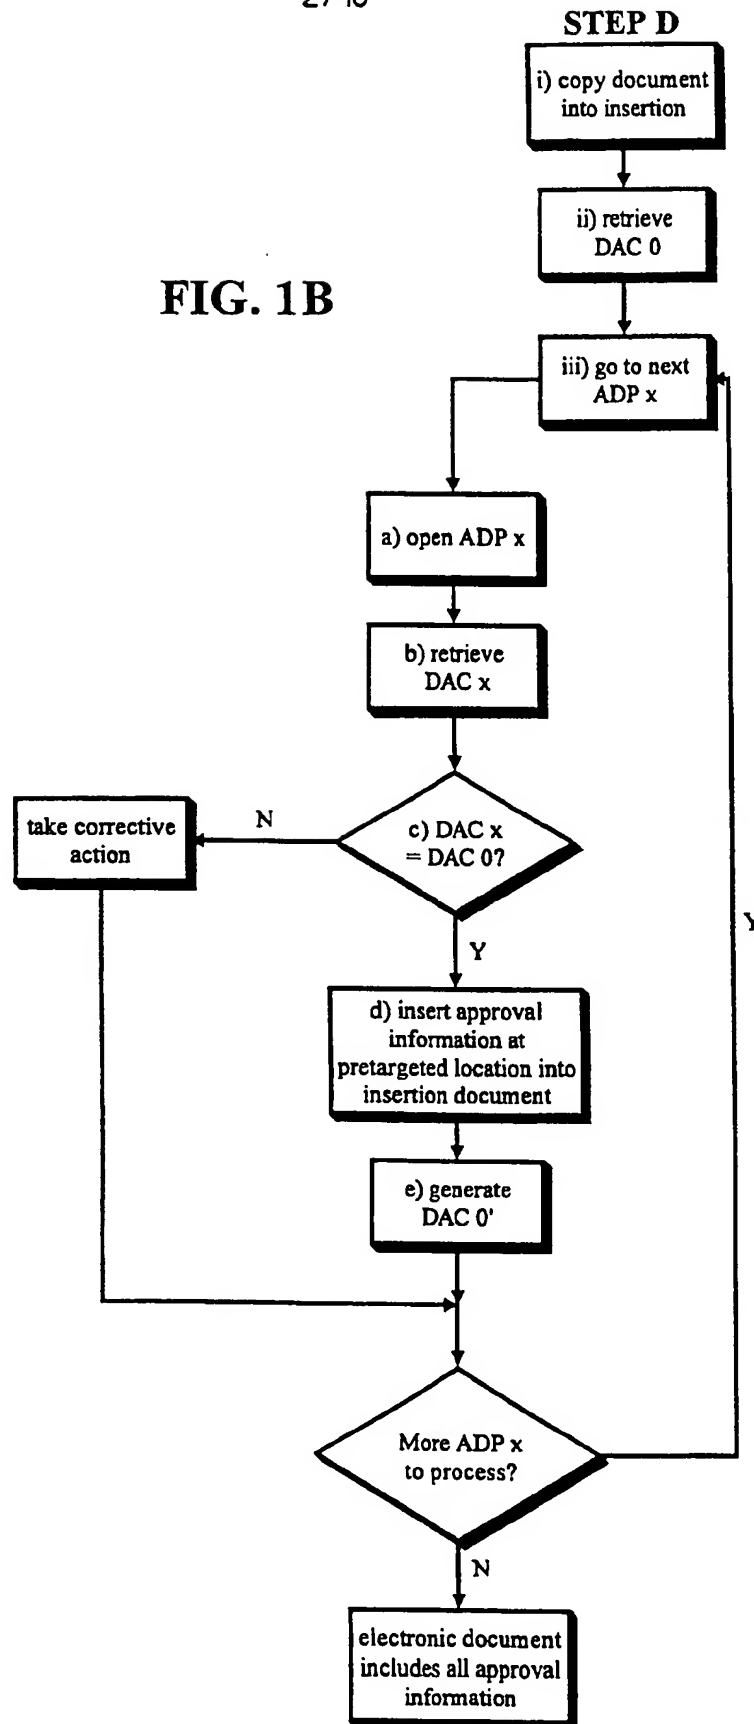 STEP D
i) copy document
into insertion
ii) retrieve
DAC 0
FIG. 1B
iii) go to next
ADP x
a) open ADP x
b) retrieve
DAC x
c) DAC x
= DAC 0?
N
take corrective
action
Y
Y
d) insert approval
information at
pretargeted location into
insertion document
e) generate
DAC 0'
More ADP x
to process?
N
electronic document
includes all approval
information